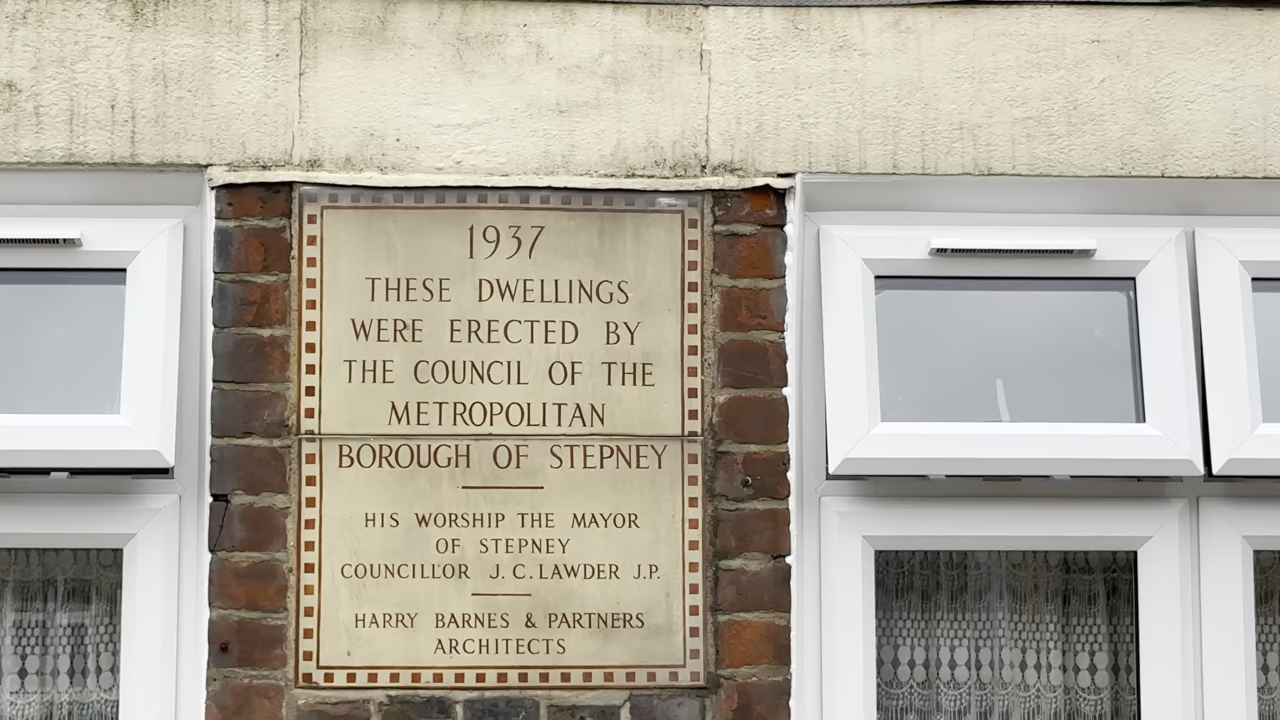 1937
THESE DWELLINGS
WERE ERECTED BY
THE COUNCIL OF THE
METROPOLITAN
BOROUGH OF STEPNEY
HIS WORSHIP THE MAYOR
OF STEPNEY
COUNCILLOR J. C. LAWDER J.P.
HARRY BARNES & PARTNERS
ARCHITECTS